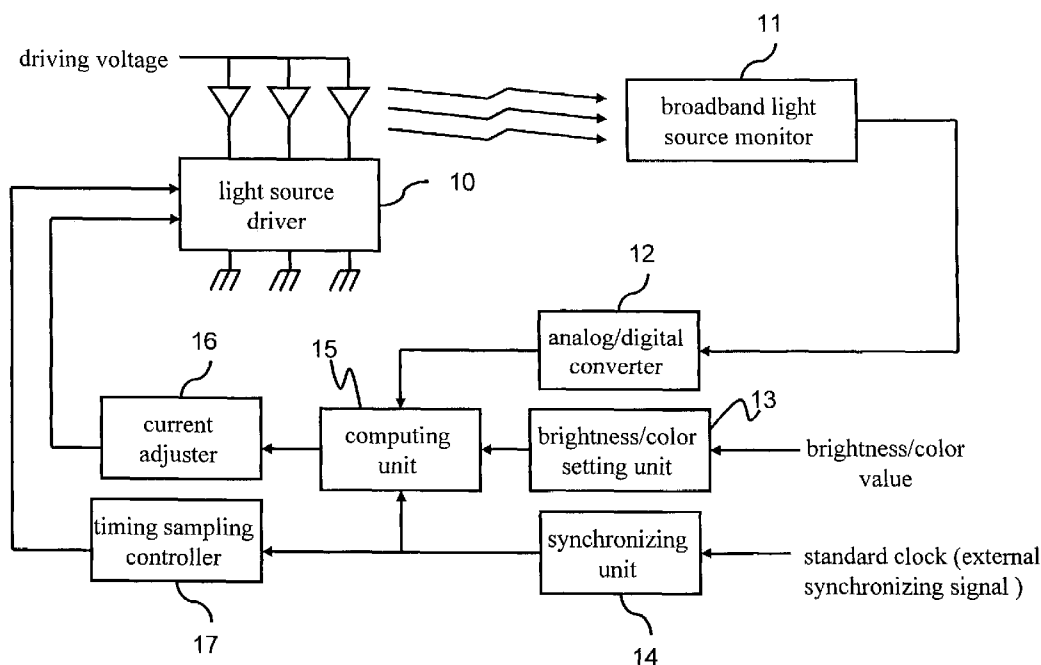 11
driving voltage
broadband light
source monitor
light source
driver
10
12
analog/digital
converter
16
15
13
current
adjuster
computing
unit
brightness/color
setting unit
brightness/color
value
timing sampling
controller
synchronizing
unit
standard clock (external
synchronizing signal )
17
14